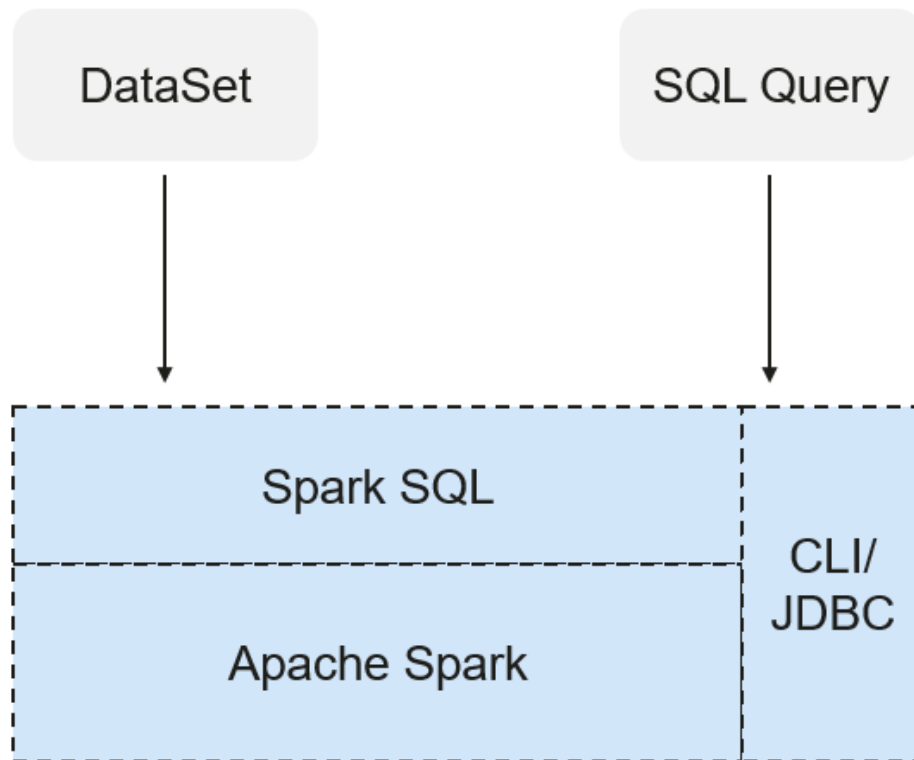 DataSet
SQL Query
Spark SQL
CLI/
JDBC
Apache Spark